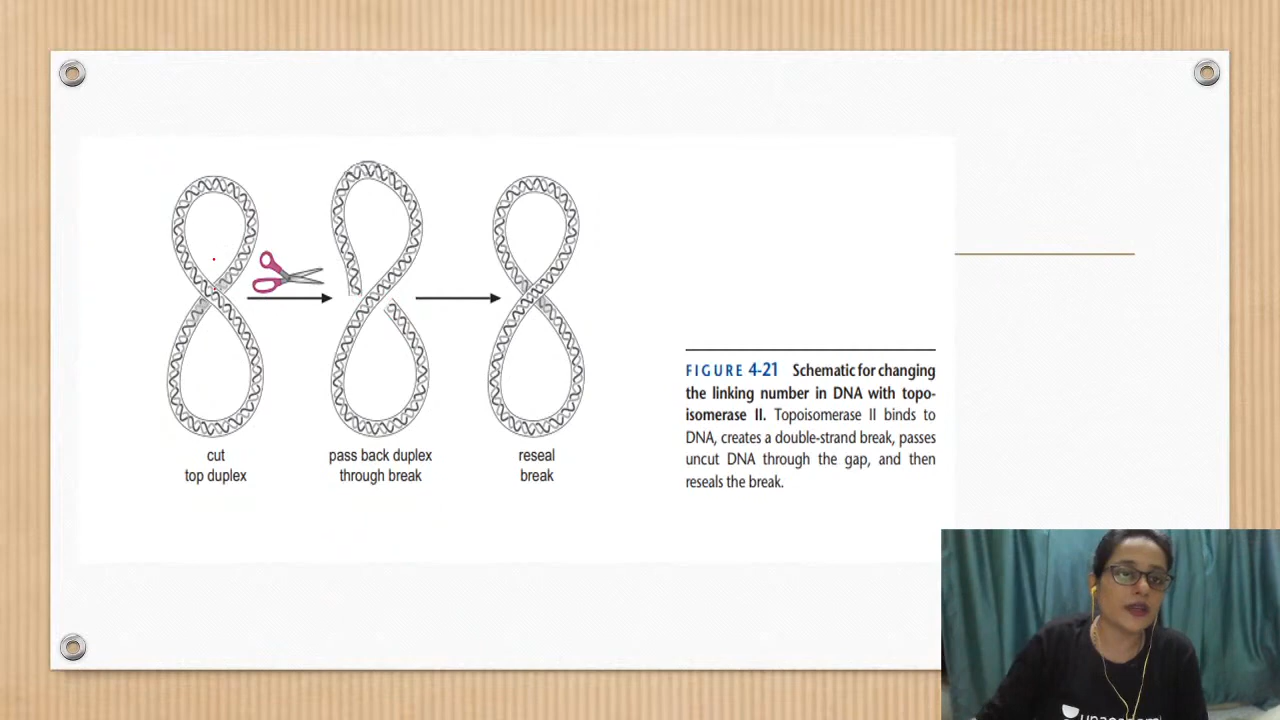 cut
top duplex
pass back duplex
through break
reseal
break
FIGURE 4-21 Schematic for changing
the linking number in DNA with topo-
isomerase II. Topoisomerase II binds to
DNA, creates a double-strand break, passes
uncut DNA through the gap, and then
reseals the break.